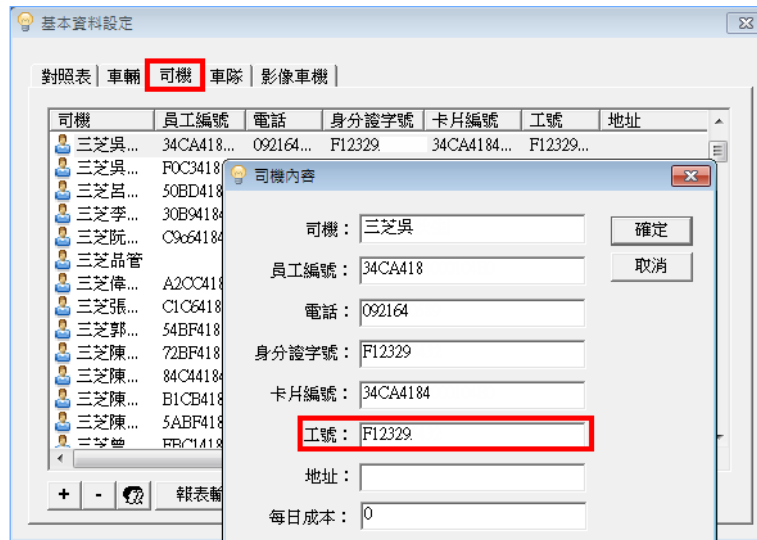 基本資料設定
對照表 車輛 司機 車隊 影像車機
司機 員工編號 電話 身分證字號 卡片編號 工號 地址
三芝吳... 34CA418... 092164... F12329. 34CA4184... F12329...
三芝吳... F0C3418
三芝呂... 50BD418
三芝李... 30B94184
三芝阮... C9c64184
三芝品管
三芝偉... A2CC418
三芝張... C1C6418
三芝郭... 54BF418
三芝陳... 72BF418
三芝陳... 84C44184
三芝陳... B1CB418
三芝陳... 5ABF418
三芝曾 FBC1418
+ - 報表輸
司機內容
司機： 三芝吳 確定
員工編號： 34CA418 取消
電話： 092164
身分證字號： F12329
卡片編號： 34CA4184
工號： F12329.
地址：
每日成本： 0